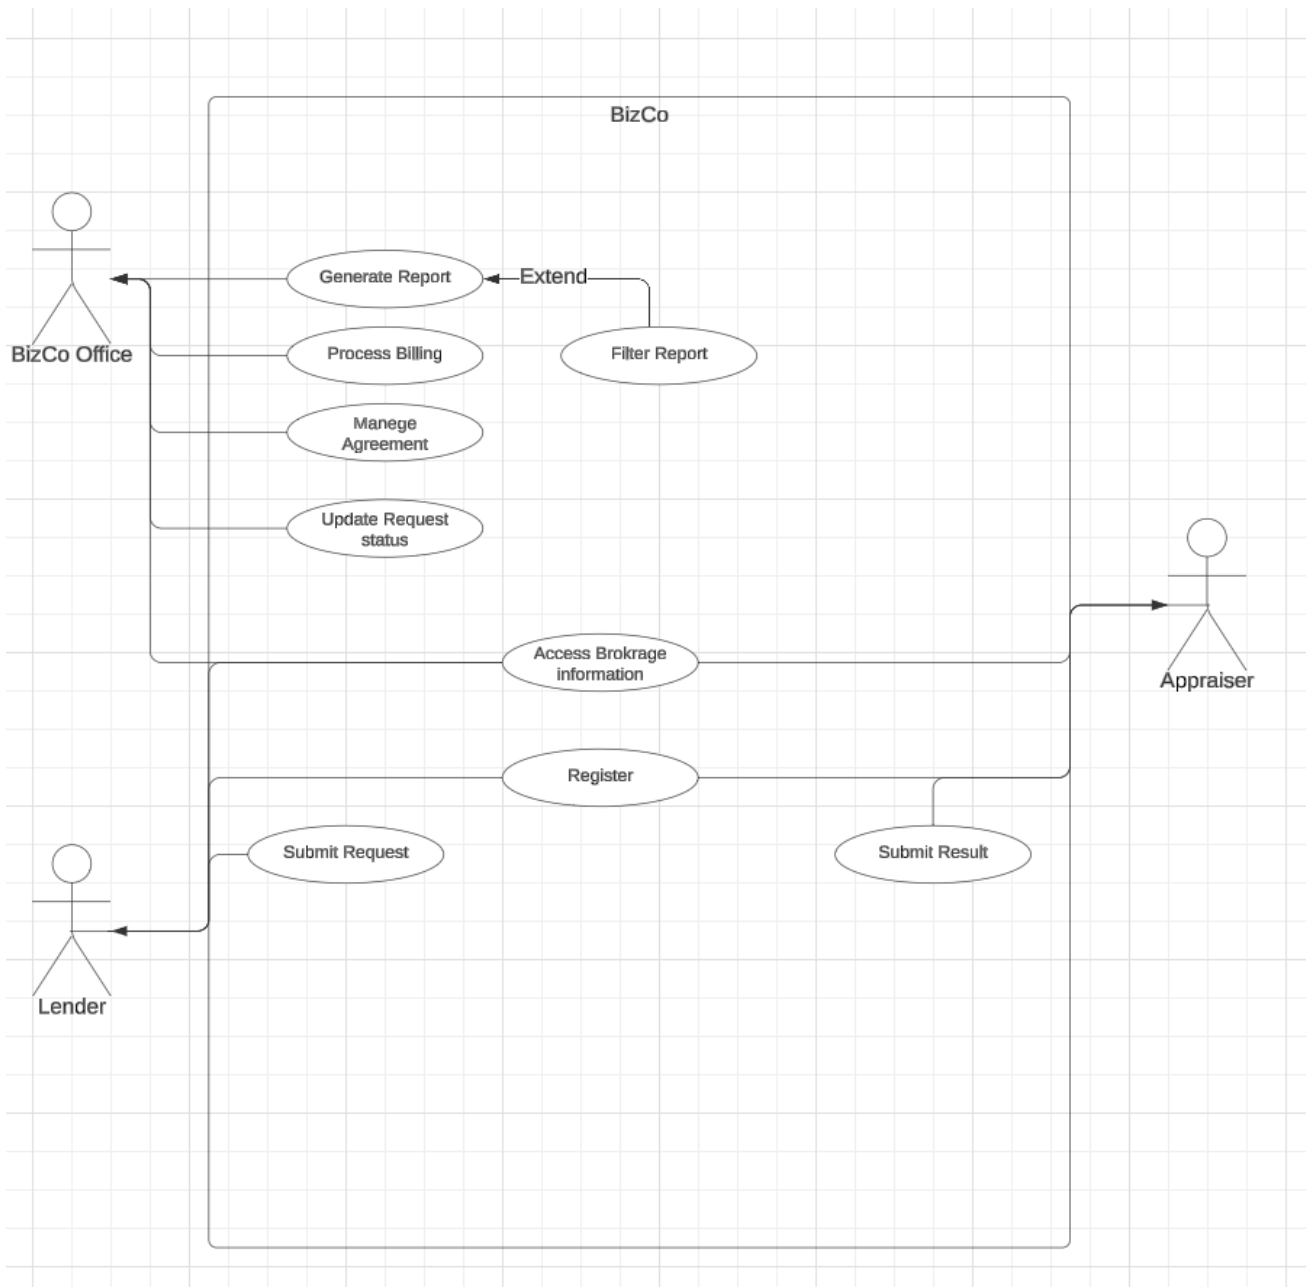 BizCo
Generate Report
Extend
BizCo Office
Process Billing
Filter Report
Manege
Agreement
Update Request
status
Access Brokrage
information
Appraiser
Register
Submit Request
Submit Result
Lender